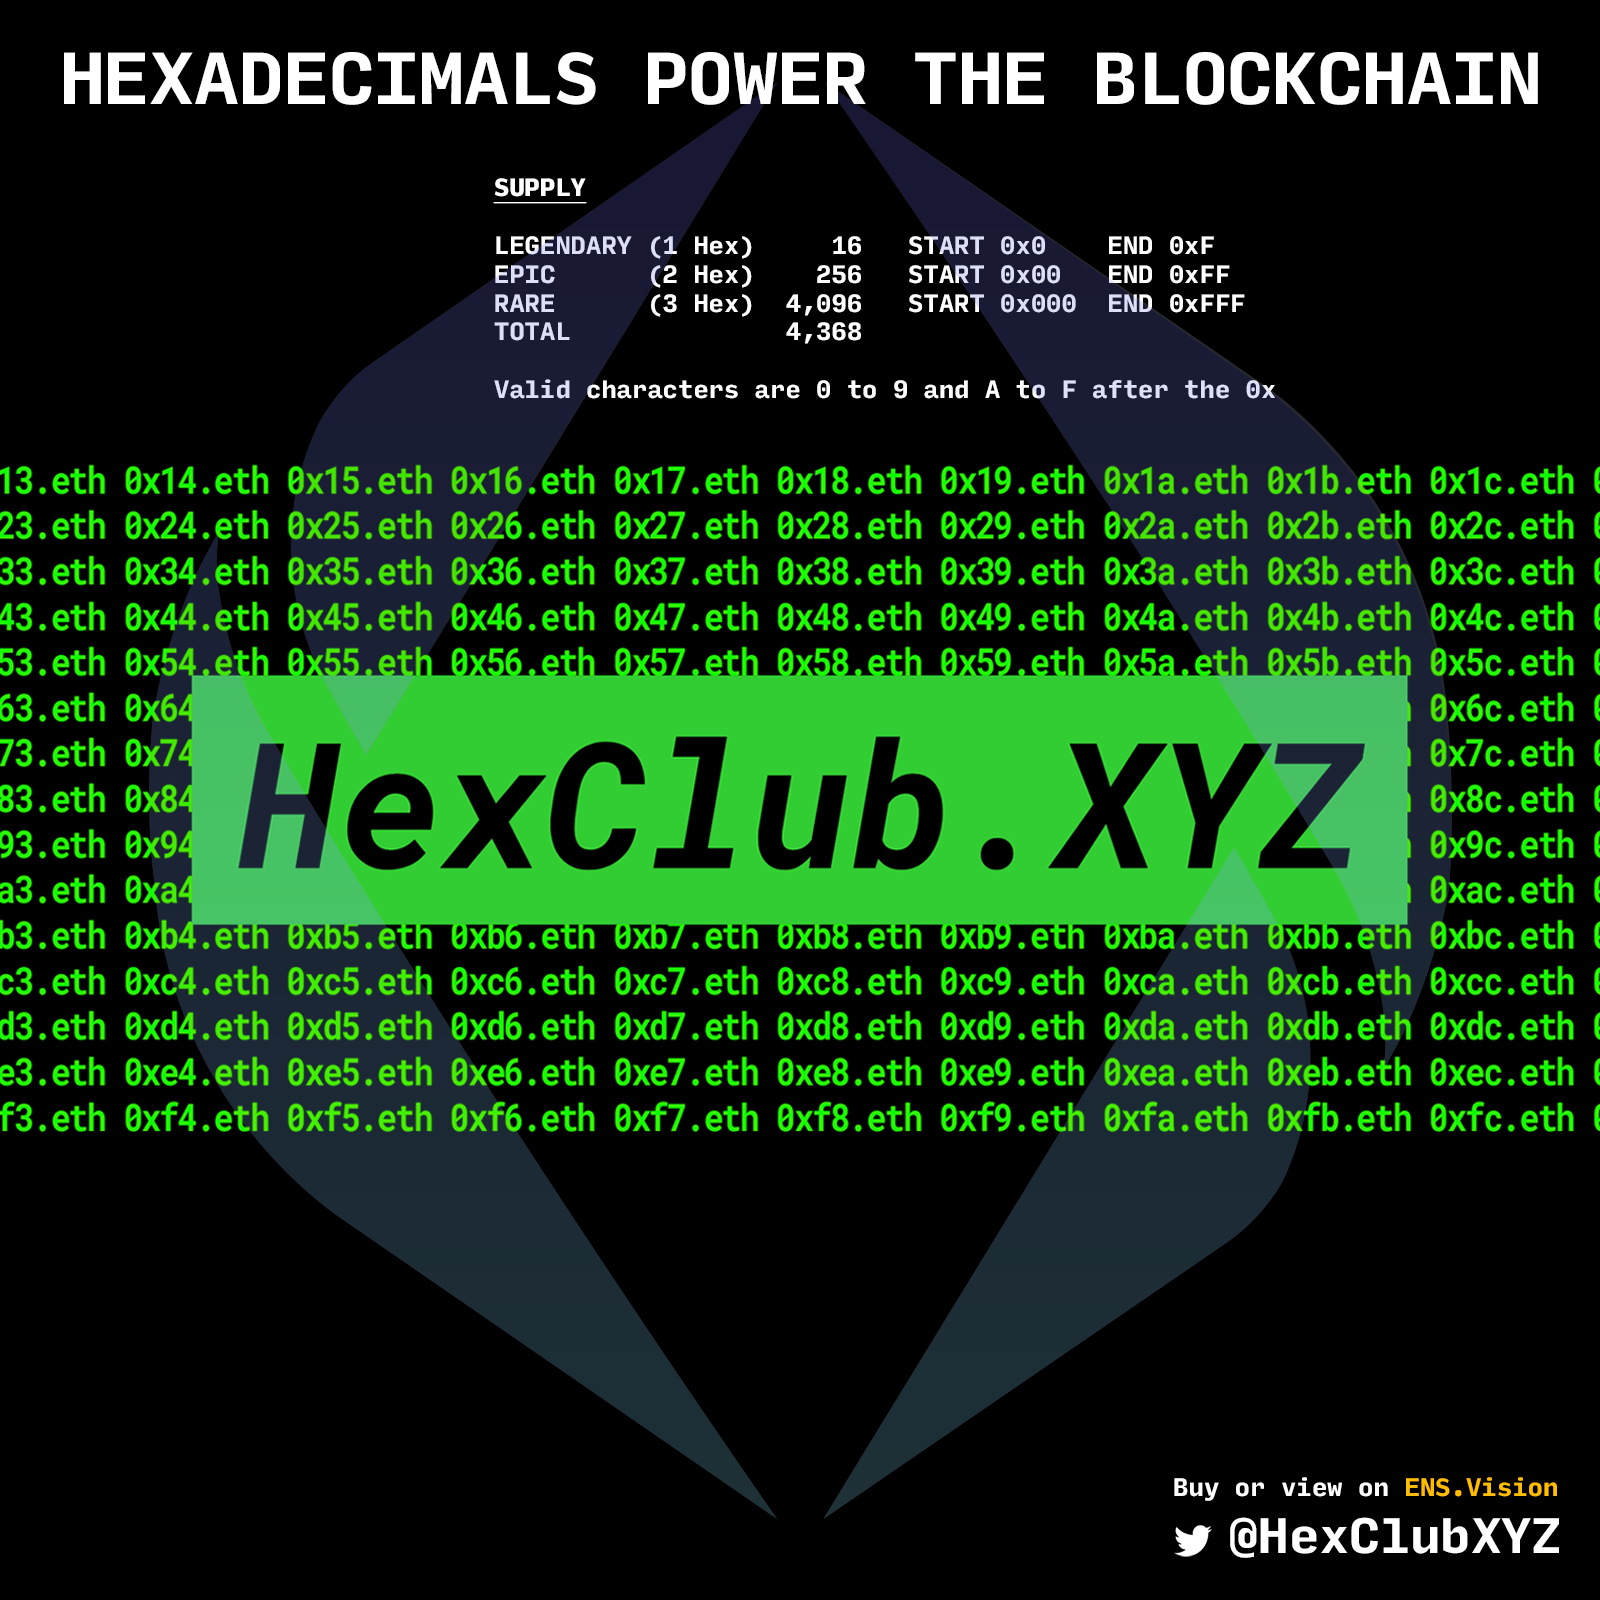 HEXADECIMALS POWER THE BLOCKCHAIN
SUPPLY
LEGENDARY (1 Hex) 16 START 0x0 END 0xF
EPIC (2 Hex) 256 START 0x00 END 0xFF
RARE (3 Hex) 4,096 START 0x000 END 0xFFF
TOTAL 4,368
Valid characters are 0 to 9 and A to F after the 0x
13.eth 0x14.eth 0x15.eth 0x16.eth 0x17.eth 0x18.eth 0x19.eth 0x1a.eth 0x1b.eth 0x1c.eth
23.eth 0x24.eth 0x25.eth 0x26.eth 0x27.eth 0x28.eth 0x29.eth 0x2a.eth 0x2b.eth 0x2c.eth
33.eth 0x34.eth 0x35.eth 0x36.eth 0x37.eth 0x38.eth 0x39.eth 0x3a.eth 0x3b.eth 0x3c.eth
43.eth 0x44.eth 0x45.eth 0x46.eth 0x47.eth 0x48.eth 0x49.eth 0x4a.eth 0x4b.eth 0x4c.eth
53.eth 0x54.eth 0x55.eth 0x56.eth 0x57.eth 0x58.eth 0x59.eth 0x5a.eth 0x5b.eth 0x5c.eth
63.eth 0x64 0x6c.eth
73.eth 0x74 0x7c.eth
83.eth 0x84 0x8c.eth
HexClub.XYZ
93.eth 0x94 0x9c.eth
a3.eth 0xa4 0xac.eth
b3.eth 0xb4.eth 0xb5.eth 0xb6.eth 0xb7.eth 0xb8.eth 0xb9.eth 0xba.eth 0xbb.eth 0xbc.eth
c3.eth 0xc4.eth 0xc5.eth 0xc6.eth 0xc7.eth 0xc8.eth 0xc9.eth 0xca.eth 0xcb.eth 0xcc.eth
d3.eth 0xd4.eth 0xd5.eth 0xd6.eth 0xd7.eth 0xd8.eth 0xd9.eth 0xda.eth 0xdb.eth 0xdc.eth
e3.eth 0xe4.eth 0xe5.eth 0xe6.eth 0xe7.eth 0xe8.eth 0xe9.eth 0xea.eth 0xeb.eth 0xec.eth
f3.eth 0xf4.eth 0xf5.eth 0xf6.eth 0xf7.eth 0xf8.eth 0xf9.eth 0xfa.eth 0xfb.eth 0xfc.eth
Buy or view on ENS.Vision
@HexClubXYZ